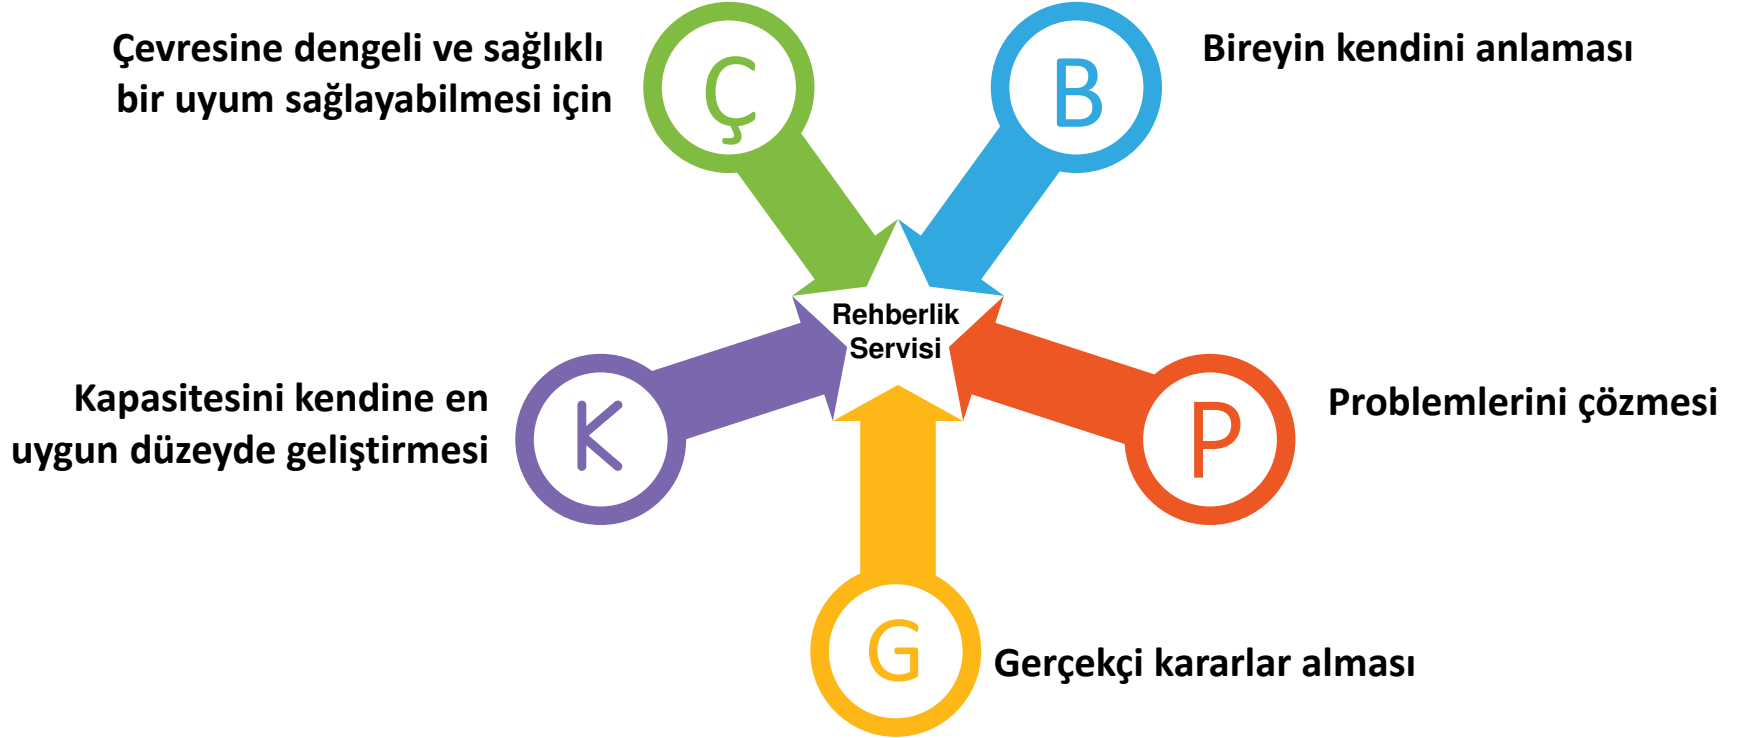 Çevresine dengeli ve sağlıklı
bir uyum sağlayabilmesi için
Ç
B
Bireyin kendini anlaması
Rehberlik
Servisi
Kapasitesini kendine en
uygun düzeyde geliştirmesi
K
P
Problemlerini çözmesi
G
Gerçekçi kararlar alması